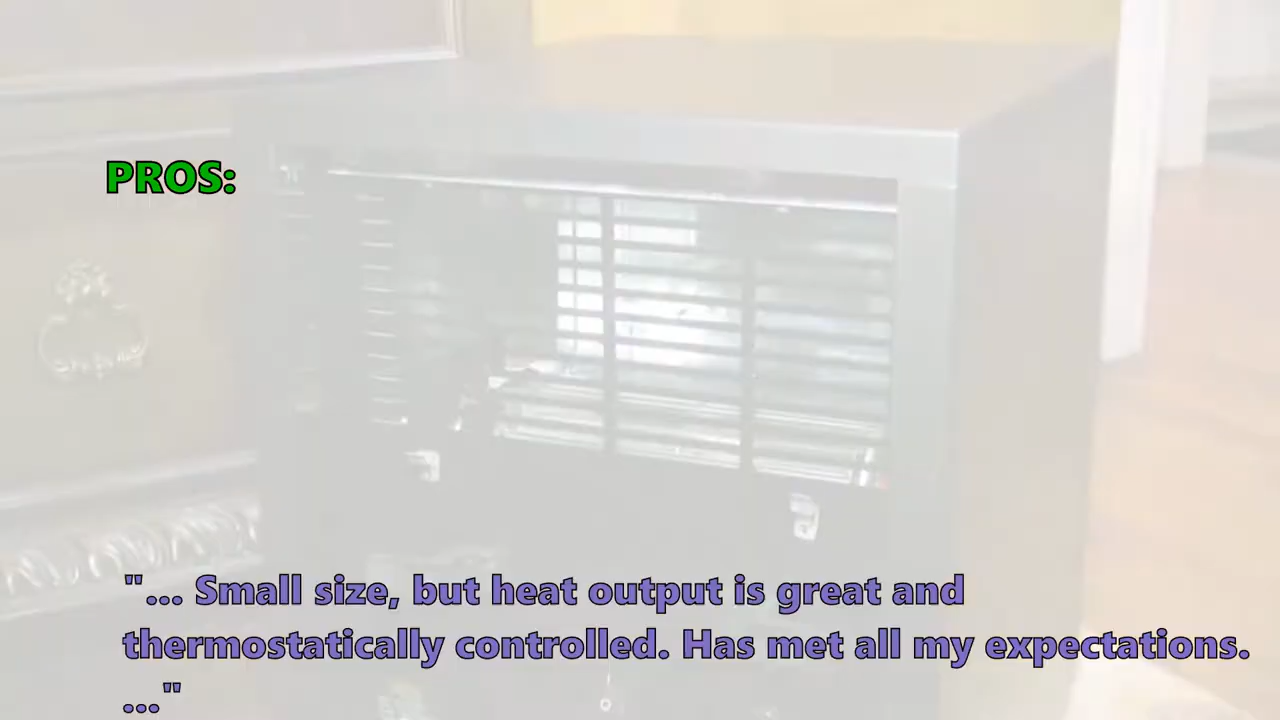 PROS:
"... Small size, but heat output is great and
thermostatically controlled. Has met all my expectations.
..."